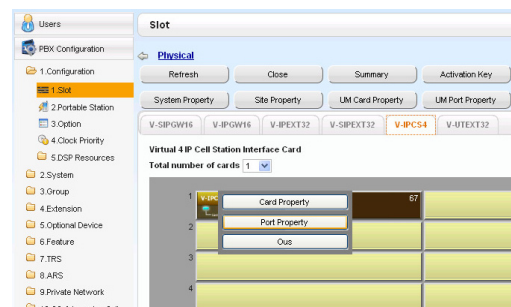 Users
Slot
PBX Configuration
Physical
1.Configuration
Refresh
Close
Summary
Activation Key
1.Slot
System Property
Site Property
UM Card Property
UM Port Property
2.Portable Station
3.Option
V-SIPGW16
V-IPGW16
V-IPEXT32
V-SIPEXT32
V-IPCS4
V-UTEXT32
4.Clock Priority
Virtual 4 IP Cell Station Interface Card
5.DSP Resources
Total number of cards 1
2.System
3.Group
1
V-IPC
67
Card Property
4.Extension
Port Property
5.Optional Device
2
Ous
6.Feature
7.TRS
3
8.ARS
9.Private Network
4